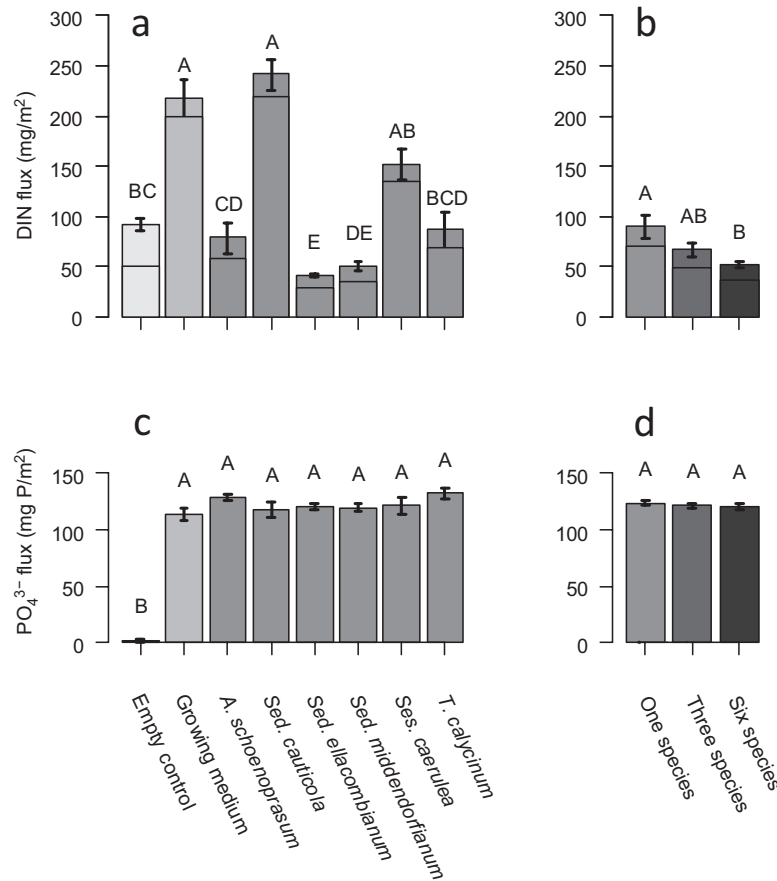 a
DIN flux (mg/m²)
300
250
200
150
100
50
0
BC
A
CD
A
E
DE
AB
BCD
b
300
250
200
150
100
50
0
A
AB
B
c
PO₄³⁻ flux (mg P/m²)
150
100
50
0
B
A
A
A
A
A
A
A
d
150
100
50
0
A
A
A
Empty control
Growing medium
A. schoenoprasum
Sed. cauticola
Sed. ellacombianum
Sed. middendorfianum
Ses. caerulea
T. calycinum
One species
Three species
Six species